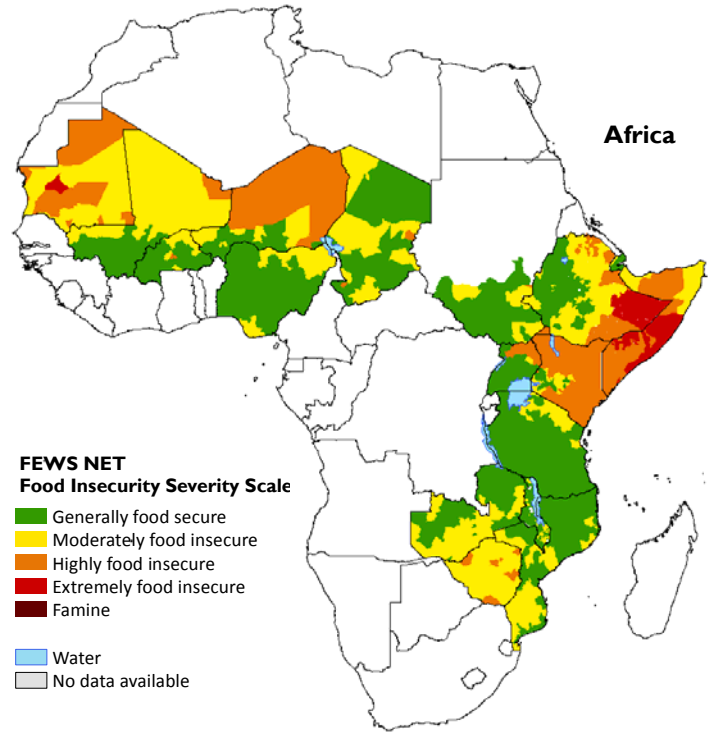 Africa
FEWS NET
Food Insecurity Severity Scale
Generally food secure
Moderately food insecure
Highly food insecure
Extremely food insecure
Famine
Water
No data available